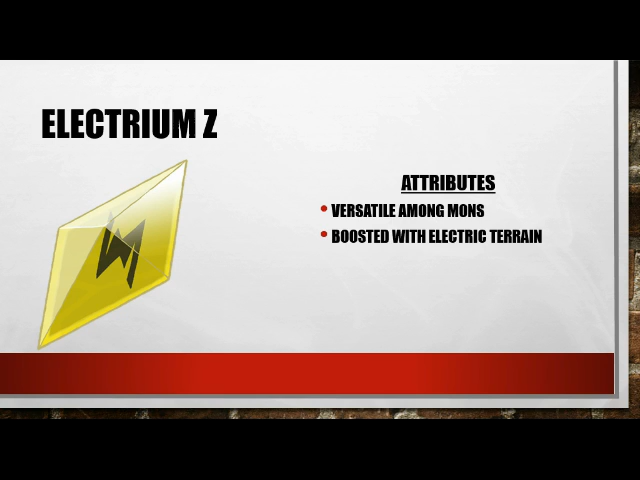 ELECTRIUM Z
ATTRIBUTES
• VERSATILE AMONG MONS
• BOOSTED WITH ELECTRIC TERRAIN